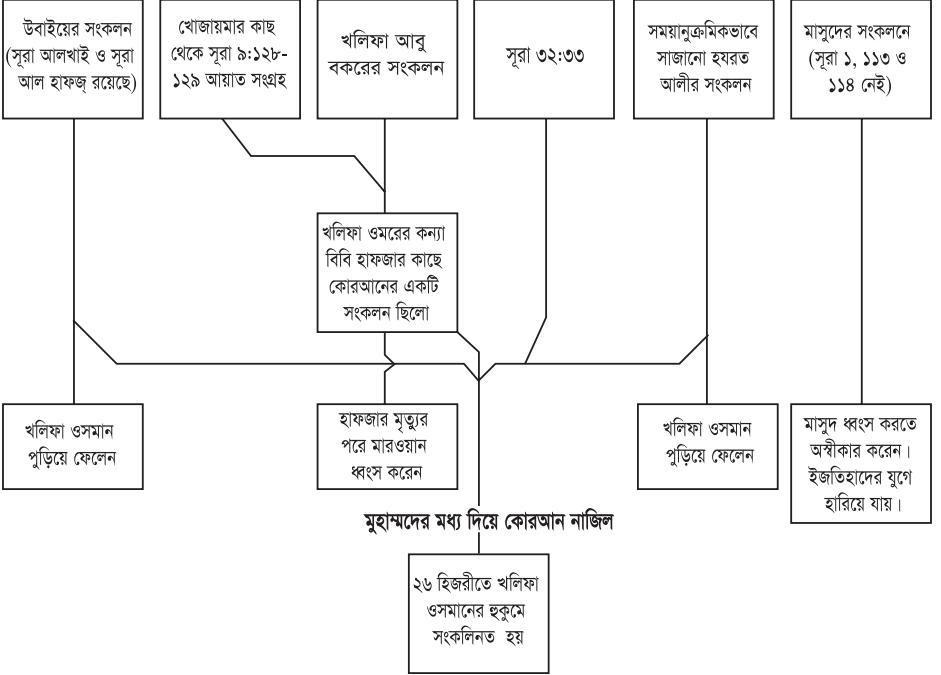 উবাইয়ের সংকলন
(সূরা আলখাই ও সূরা
আল হাফজ্ রয়েছে)
খোজায়মার কাছ
থেকে সূরা ৯:১২৮-
১২৯ আয়াত সংগ্রহ
খলিফা আবু
বকরের সংকলন
সূরা ৩২:৩৩
সময়ানুক্রমিকভাবে
সাজানো হযরত
আলীর সংকলন
মাসুদের সংকলনে
(সূরা ১, ১১৩ ও
১১৪ নেই)
খলিফা ওমরের কন্যা
বিবি হাফজার কাছে
কোরআনের একটি
সংকলন ছিলো
খলিফা ওসমান
পুড়িয়ে ফেলেন
হাফজার মৃত্যুর
পরে মারওয়ান
ধ্বংস করেন
খলিফা ওসমান
পুড়িয়ে ফেলেন
মাসুদ ধ্বংস করতে
অস্বীকার করেন।
ইজতিহাদের যুগে
হারিয়ে যায়।
মুহাম্মদের মধ্য দিয়ে কোরআন নাজিল
২৬ হিজরীতে খলিফা
ওসমানের হুকুমে
সংকলিনত হয়